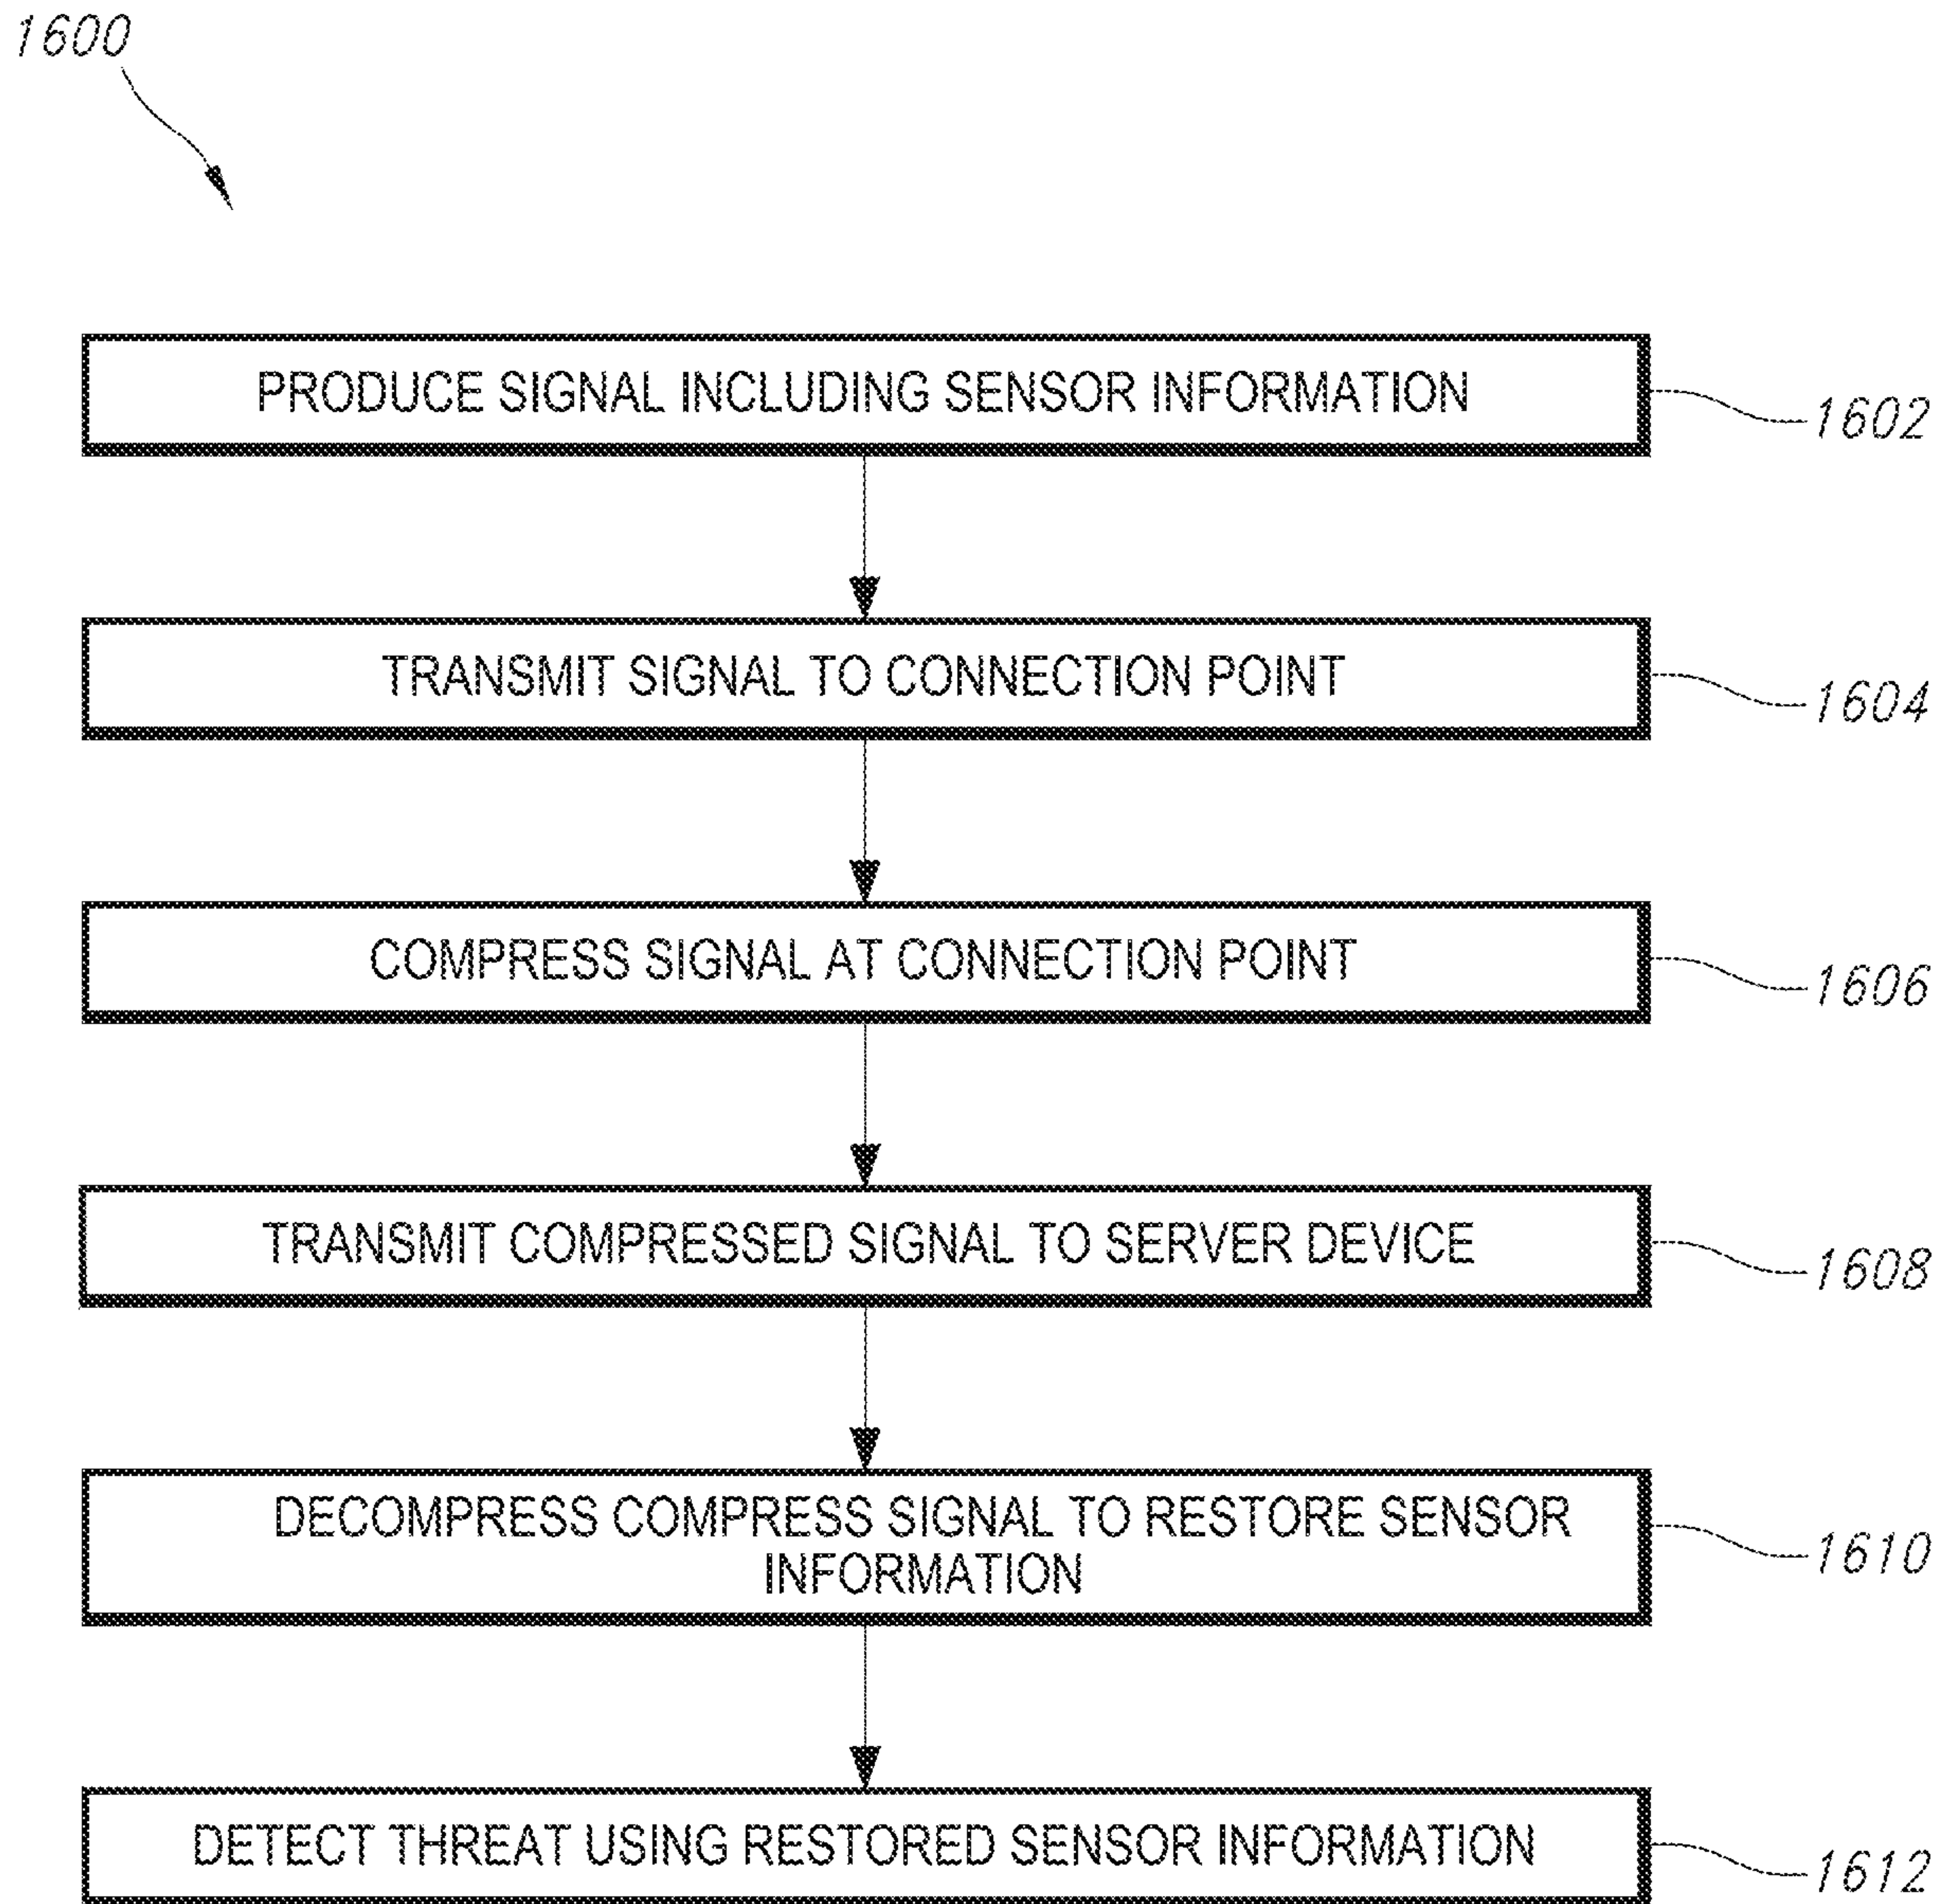 1600
PRODUCE SIGNAL INCLUDING SENSOR INFORMATION
1602
TRANSMIT SIGNAL TO CONNECTION POINT
1604
COMPRESS SIGNAL AT CONNECTION POINT
1606
TRANSMIT COMPRESSED SIGNAL TO SERVER DEVICE
1608
DECOMPRESS COMPRESS SIGNAL TO RESTORE SENSOR
INFORMATION
1610
DETECT THREAT USING RESTORED SENSOR INFORMATION
1612